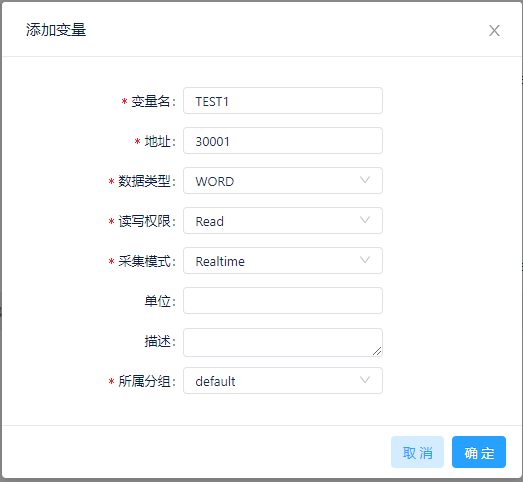 添加变量
* 变量名: TEST1
* 地址: 30001
* 数据类型: WORD
* 读写权限: Read
* 采集模式: Realtime
单位:
描述:
* 所属分组: default
取 消 确 定